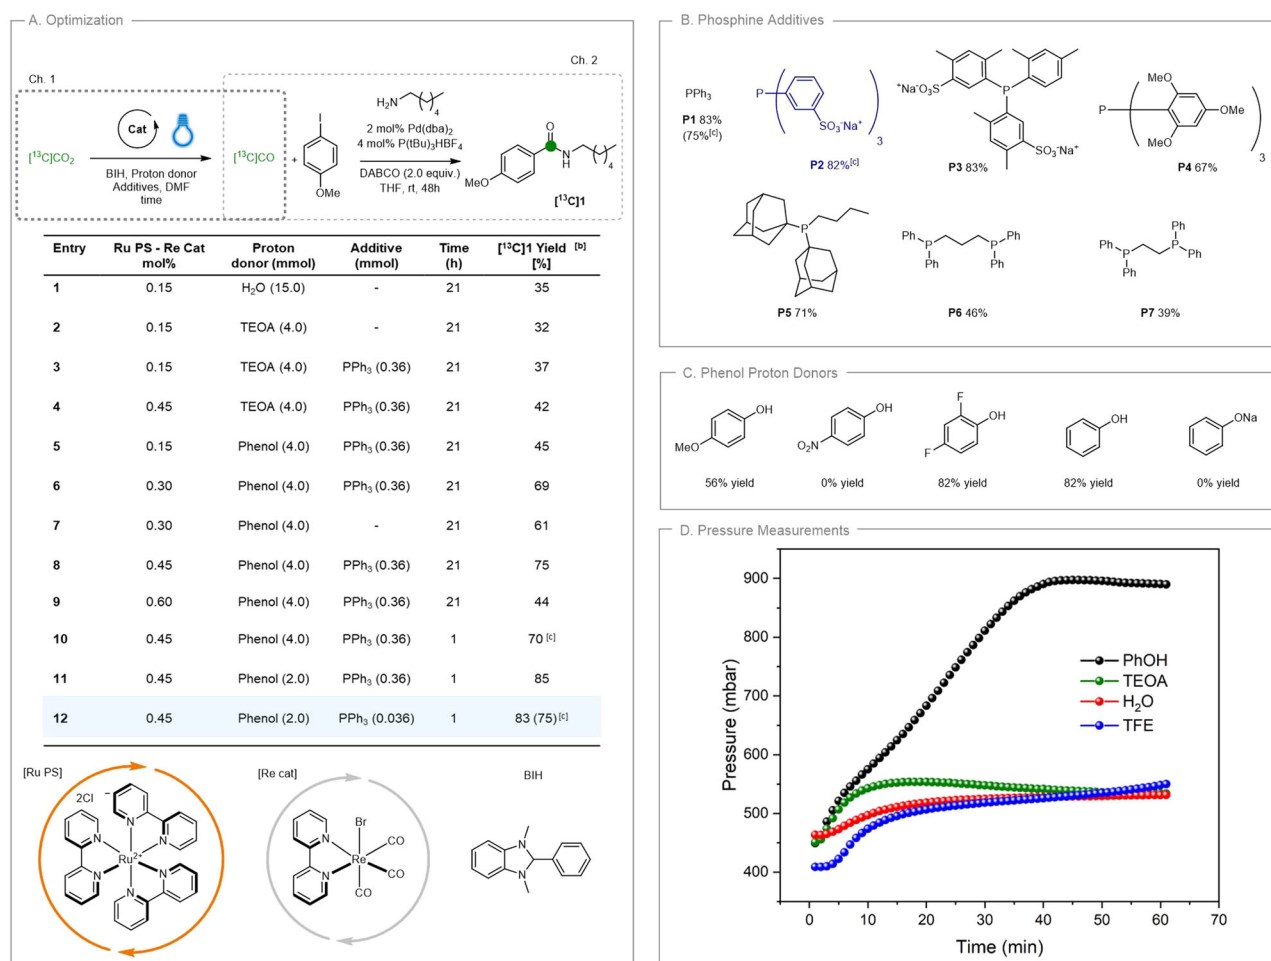 A. Optimization
Ch. 1
Ch. 2
[¹³C]CO₂
Cat
BIH, Proton donor
Additives, DMF
time
[¹³C]CO
+
I
OMe
H₂N
4
2 mol% Pd(dba)₂
4 mol% P(tBu)₃HBF₄
DABCO (2.0 equiv.)
THF, rt, 48h
O
N
H
4
MeO
[¹³C]1
Entry Ru PS - Re Cat mol% Proton donor (mmol) Additive (mmol) Time (h) [¹³C]1 Yield [b] [%]
1 0.15 H₂O (15.0) - 21 35
2 0.15 TEOA (4.0) - 21 32
3 0.15 TEOA (4.0) PPh₃ (0.36) 21 37
4 0.45 TEOA (4.0) PPh₃ (0.36) 21 42
5 0.15 Phenol (4.0) PPh₃ (0.36) 21 45
6 0.30 Phenol (4.0) PPh₃ (0.36) 21 69
7 0.30 Phenol (4.0) - 21 61
8 0.45 Phenol (4.0) PPh₃ (0.36) 21 75
9 0.60 Phenol (4.0) PPh₃ (0.36) 21 44
10 0.45 Phenol (4.0) PPh₃ (0.36) 1 70 [c]
11 0.45 Phenol (2.0) PPh₃ (0.36) 1 85
12 0.45 Phenol (2.0) PPh₃ (0.036) 1 83 (75)[c]
[Ru PS]
2Cl⁻
N N N N N N
Ru²⁺
[Re cat]
Br
N N
Re
CO
CO
CO
BIH
N
N
B. Phosphine Additives
PPh₃
P1 83%
(75%[c])
P
SO₃⁻Na⁺
3
P2 82%[c]
⁺Na⁻O₃S
P
SO₃⁻Na⁺
P3 83%
P
MeO
OMe
MeO
3
P4 67%
P
P5 71%
Ph Ph
P P
Ph Ph
P6 46%
Ph Ph
P P
Ph Ph
P7 39%
C. Phenol Proton Donors
OH
MeO
56% yield
OH
NO₂
0% yield
F
OH
F
82% yield
OH
82% yield
ONa
0% yield
D. Pressure Measurements
Pressure (mbar)
900
800
700
600
500
400
PhOH
TEOA
H₂O
TFE
0 10 20 30 40 50 60 70
Time (min)